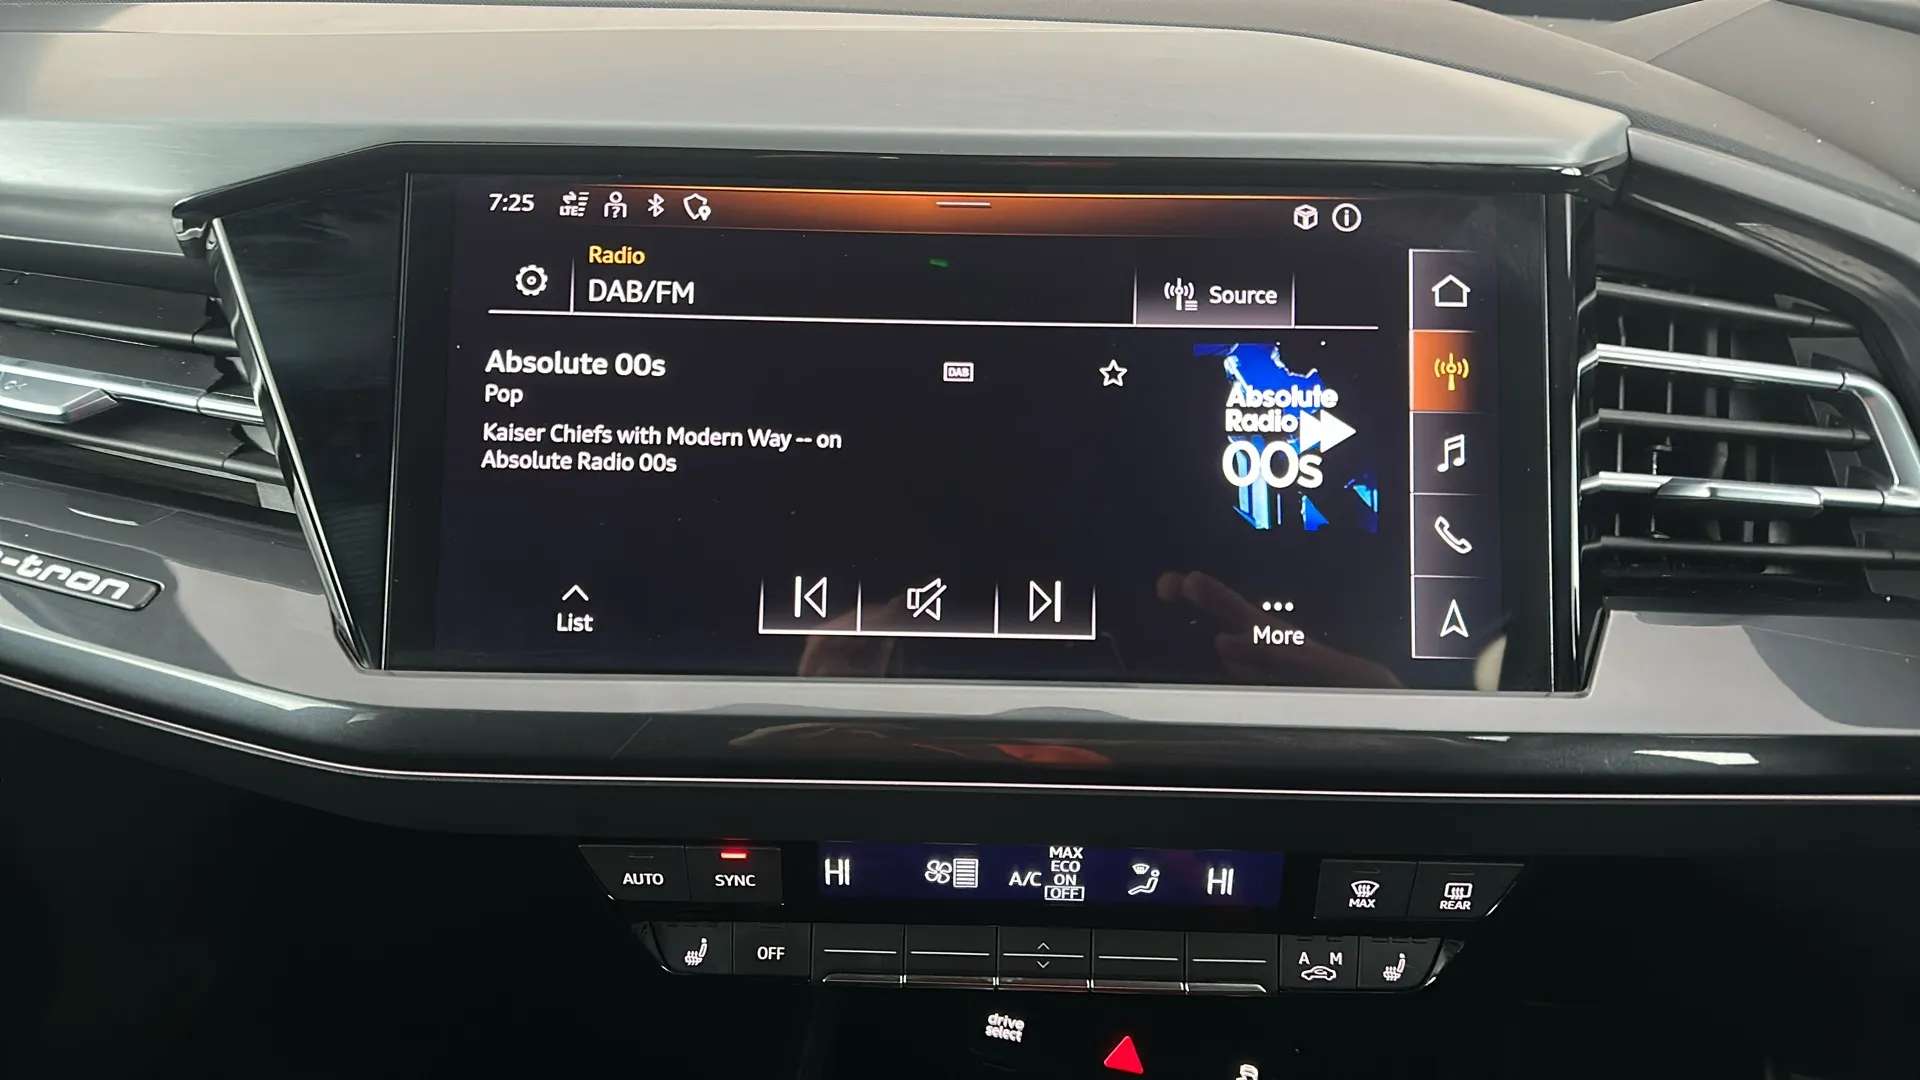 7:25 LTE
Radio
DAB/FM
Source
Absolute 00s
DAB
Pop
Kaiser Chiefs with Modern Way -- on
Absolute Radio 00s
Absolute
Radio
00s
List
More
-tron
AUTO
SYNC
HI
A/C
MAX
ECO
ON
OFF
HI
MAX
REAR
OFF
A M
drive
select